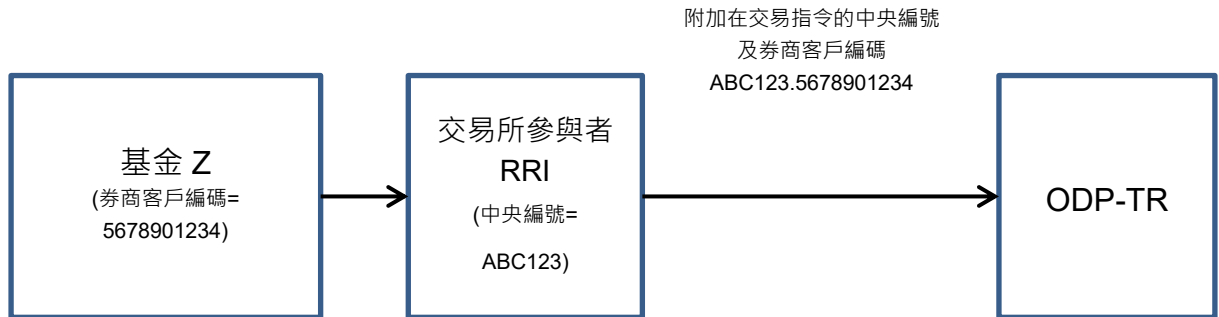 附加在交易指令的中央編號
及券商客戶編碼
ABC123.5678901234
基金 Z
(券商客戶編碼=
5678901234)
交易所參與者
RRI
(中央編號=
ABC123)
ODP-TR